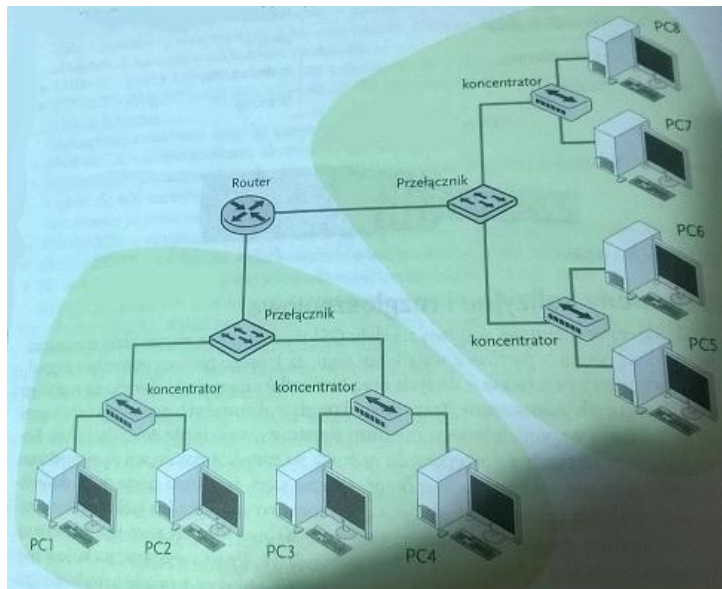 PC8
koncentrator
PC7
Router
Przełącznik
PC6
koncentrator
PC5
Przełącznik
koncentrator
koncentrator
PC1
PC2
PC3
PC4